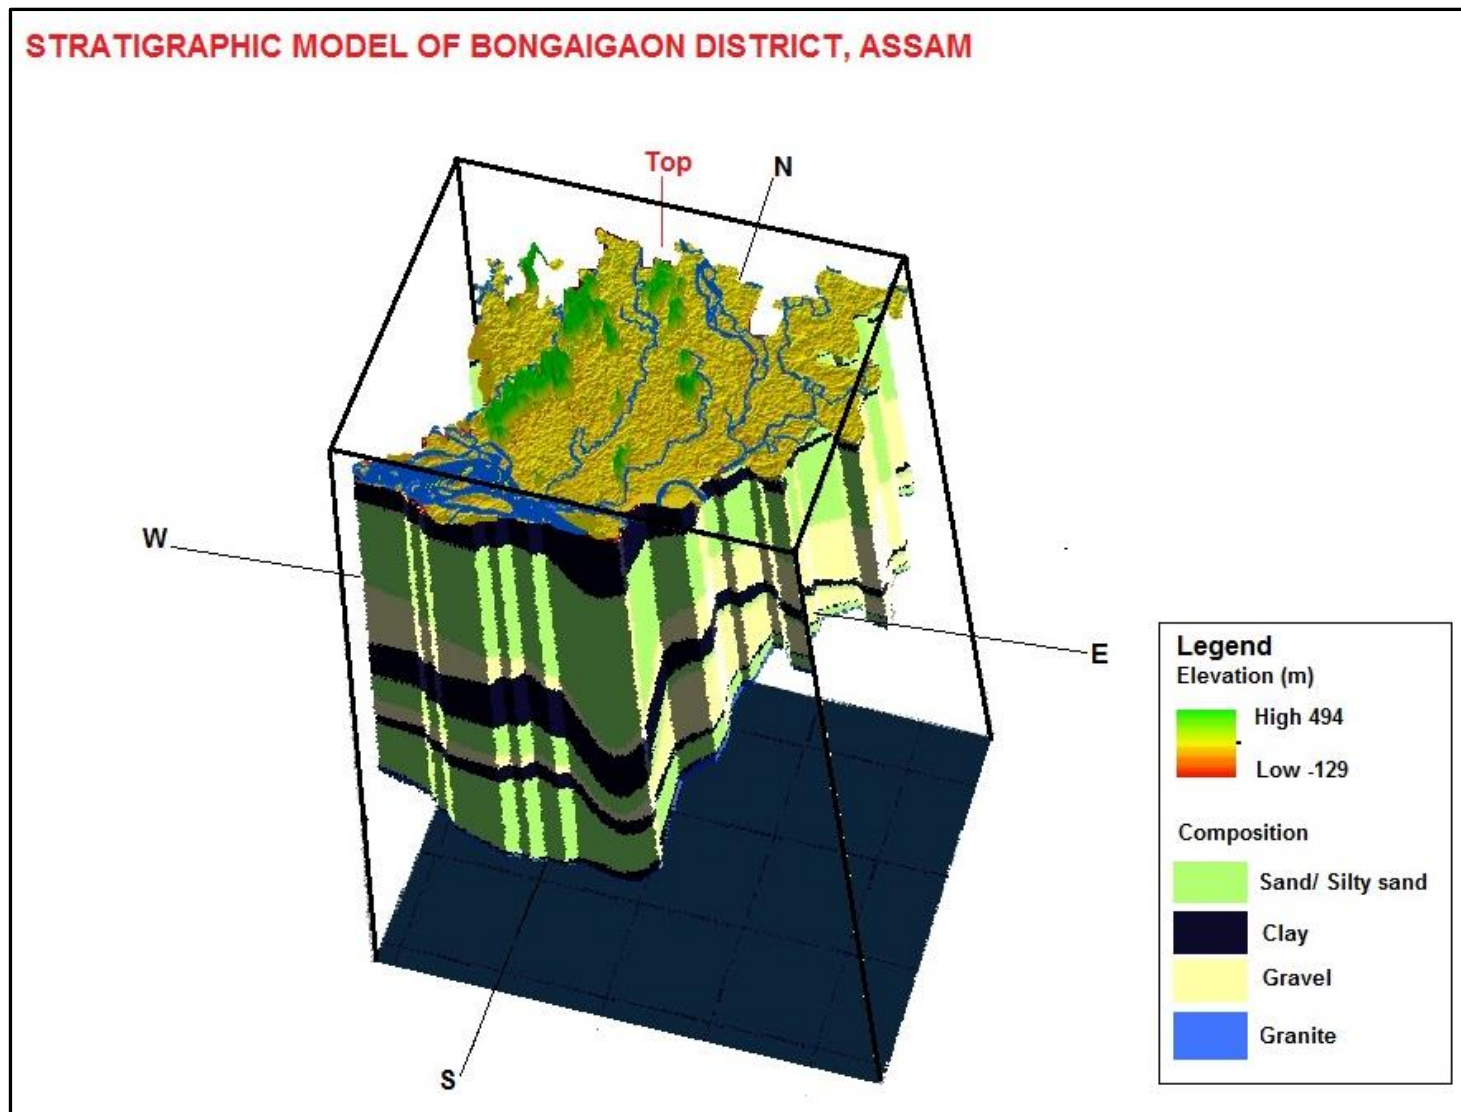 STRATIGRAPHIC MODEL OF BONGAIGAON DISTRICT, ASSAM
Top
N
W
E
S
Legend
Elevation (m)
High 494
Low -129
Composition
Sand/ Silty sand
Clay
Gravel
Granite